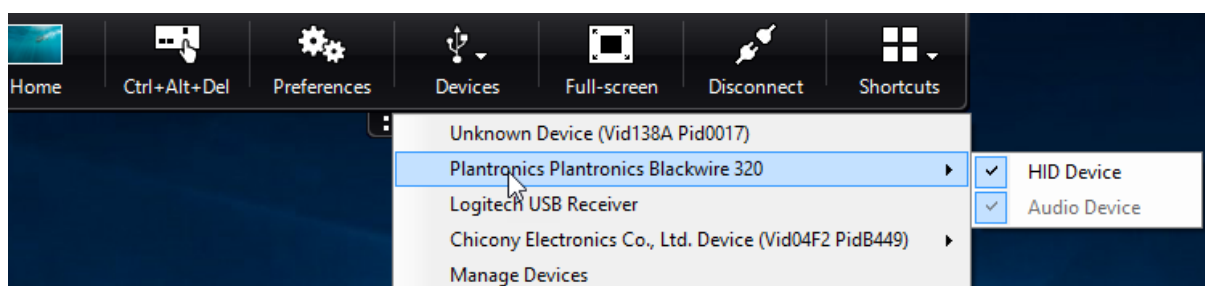 Home Ctrl+Alt+Del Preferences Devices Full-screen Disconnect Shortcuts
Unknown Device (Vid138A Pid0017)
Plantronics Plantronics Blackwire 320
HID Device
Logitech USB Receiver
Audio Device
Chicony Electronics Co., Ltd. Device (Vid04F2 PidB449)
Manage Devices